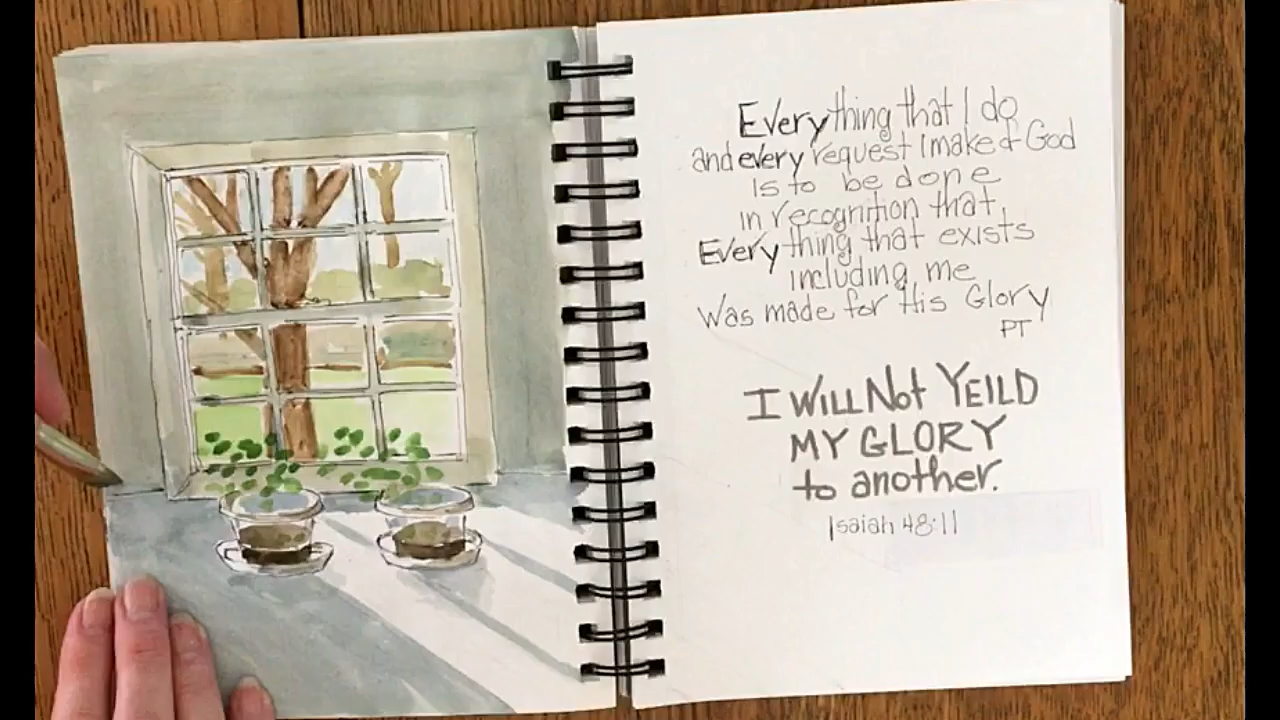 Everything that I do
and every request I make of God
is to be done
in recognition that
Everything that exists
including me
Was made for His Glory
PT
I WILL Not YEILD
MY GLORY
to another.
Isaiah 48:11